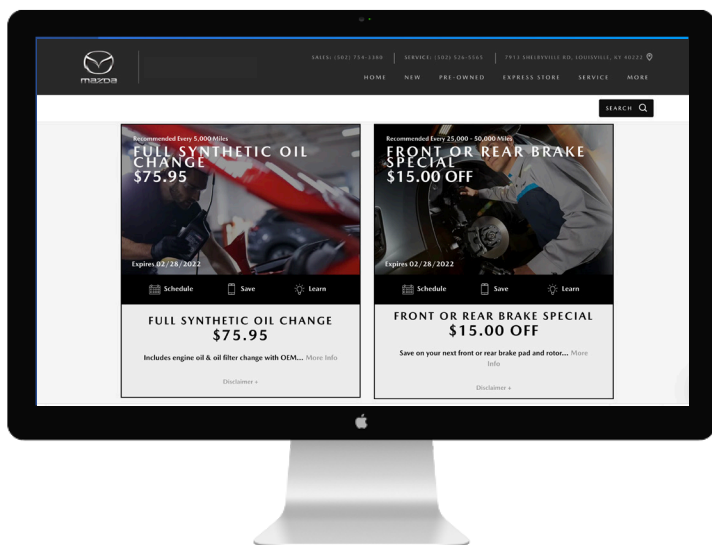 SALES: (502) 754-3380 SERVICE: (502) 526-9565 7913 SHELBYVILLE RD, LOUISVILLE, KY 40222
mazda
HOME NEW PRE-OWNED EXPRESS STORE SERVICE MORE
SEARCH
Recommended Every 5,000 Miles
FULL SYNTHETIC OIL
CHANGE
$75.95
Expires 02/28/2022
Schedule Save Learn
FULL SYNTHETIC OIL CHANGE
$75.95
Includes engine oil & oil filter change with OEM... More Info
Disclaimer +
Recommended Every 25,000 - 50,000 Miles
FRONT OR REAR BRAKE
SPECIAL
$15.00 OFF
Expires 02/28/2022
Schedule Save Learn
FRONT OR REAR BRAKE SPECIAL
$15.00 OFF
Save on your next front or rear brake pad and rotor... More
Info
Disclaimer +